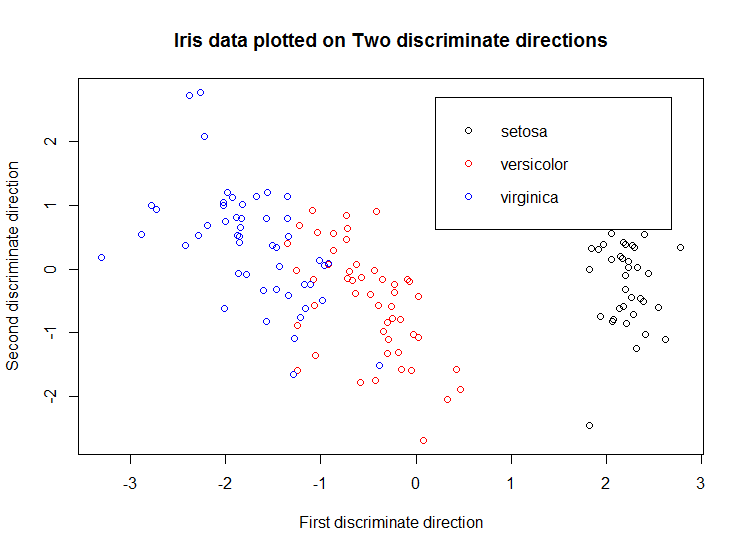 Iris data plotted on Two discriminate directions
Second discriminate direction
2
1
0
-1
-2
setosa
versicolor
virginica
-3
-2
-1
0
1
2
3
First discriminate direction